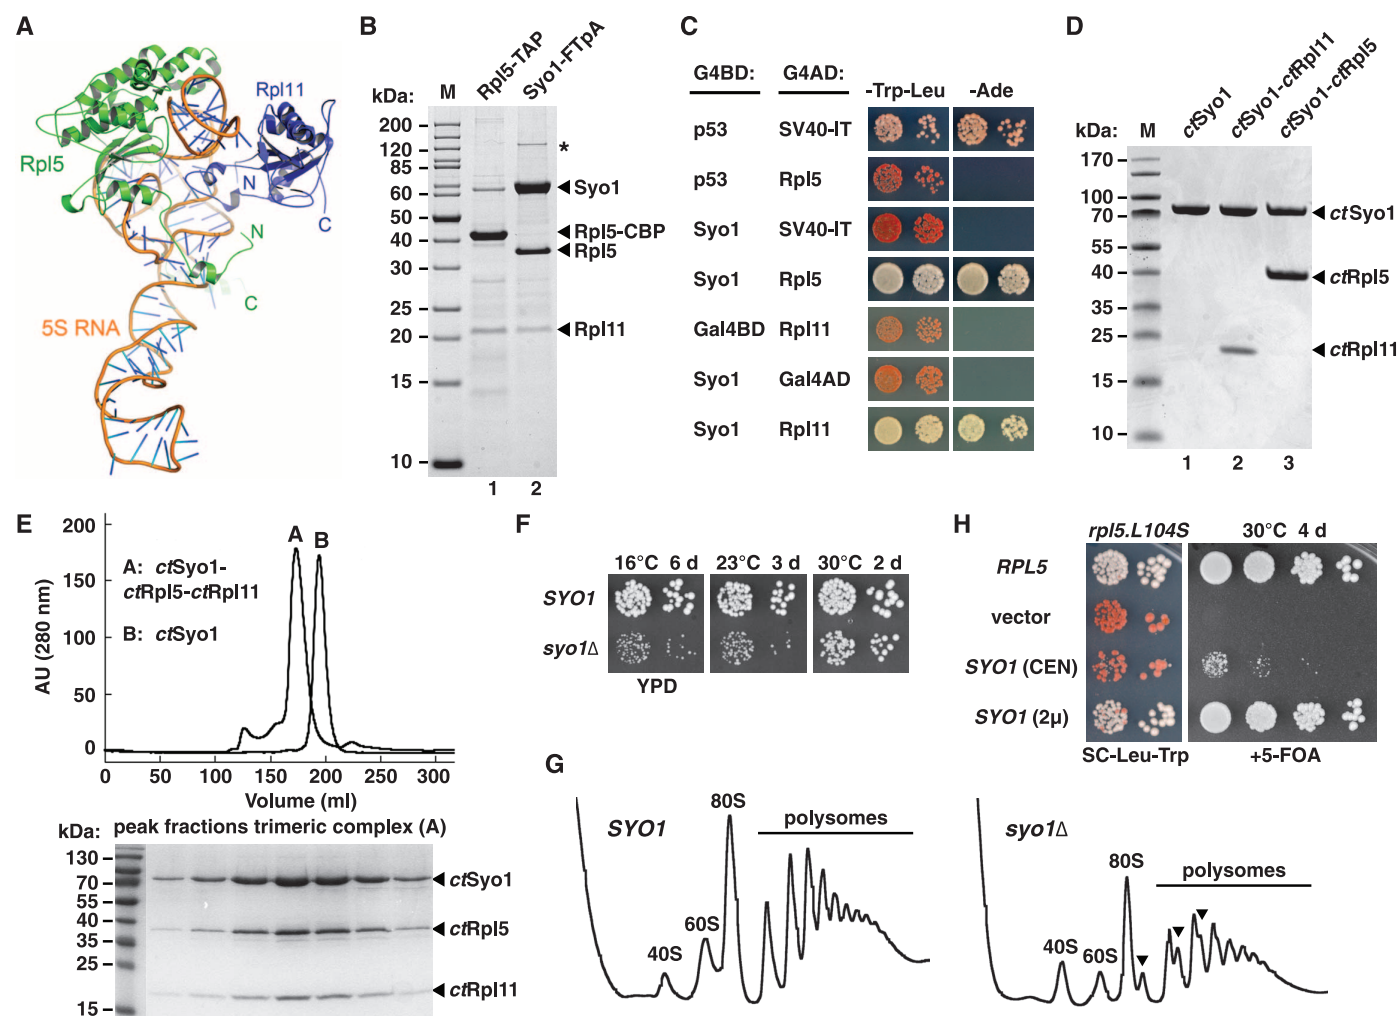 A
Rpl5
Rpl11
N
C
N
C
5S RNA
B
Rpl5-TAP
Syo1-FTpA
kDa:
M
200
120
85
60
50
40
30
25
20
15
10
*
Syo1
Rpl5-CBP
Rpl5
Rpl11
1 2
C
G4BD: G4AD:
-Trp-Leu -Ade
p53 SV40-lT
p53 Rpl5
Syo1 SV40-lT
Syo1 Rpl5
Gal4BD Rpl11
Syo1 Gal4AD
Syo1 Rpl11
D
ctSyo1
ctSyo1-ctRpl11
ctSyo1-ctRpl5
kDa: M
170
100
70
55
40
35
25
15
10
ctSyo1
ctRpl5
ctRpl11
1 2 3
E
AU (280 nm)
200
150
100
50
0
A B
A: ctSyo1-
ctRpl5-ctRpl11
B: ctSyo1
0 50 100 150 200 250 300
Volume (ml)
kDa: peak fractions trimeric complex (A)
130
70
55
40
35
25
15
ctSyo1
ctRpl5
ctRpl11
F
16°C 6 d 23°C 3 d 30°C 2 d
SYO1
syo1Δ
YPD
G
SYO1
40S
60S
80S
polysomes
syo1Δ
40S
60S
80S
polysomes
H
rpl5.L104S 30°C 4 d
RPL5
vector
SYO1 (CEN)
SYO1 (2µ)
SC-Leu-Trp +5-FOA